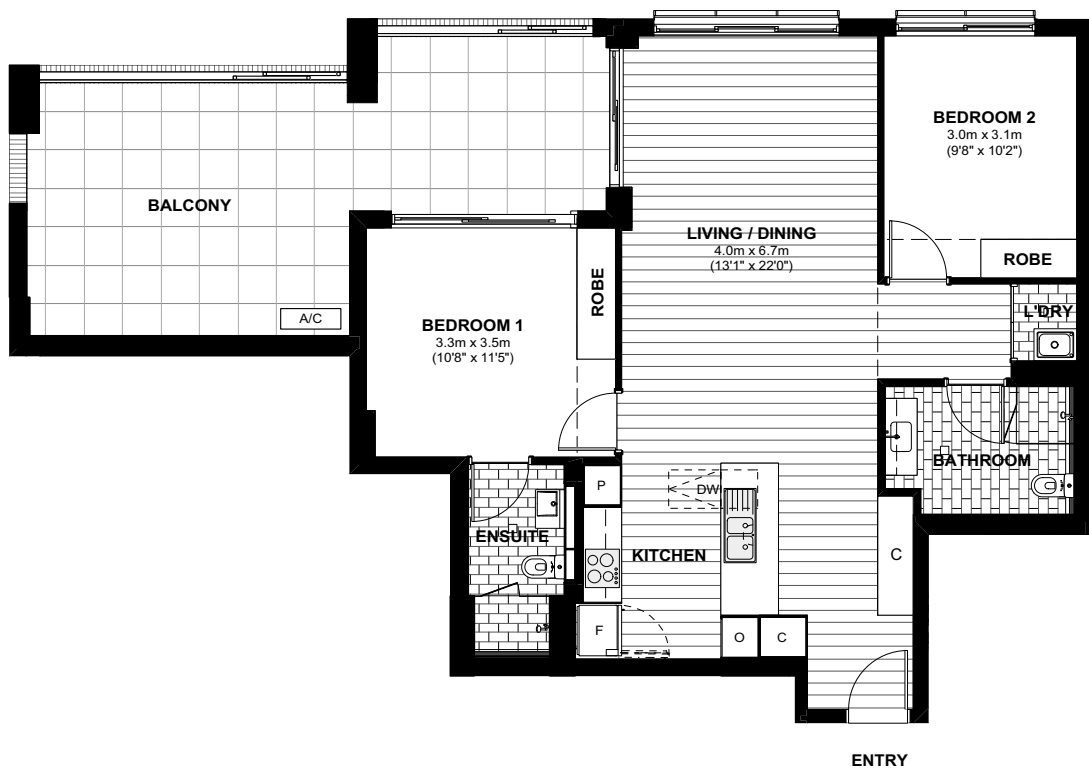 BEDROOM 2
3.0m x 3.1m
(9'8" x 10'2")
BALCONY
LIVING / DINING
4.0m x 6.7m
(13'1" x 22'0")
ROBE
ROBE
L'DRY
A/C
BEDROOM 1
3.3m x 3.5m
(10'8" x 11'5")
BATHROOM
P
DW
ENSUITE
KITCHEN
C
F
O
C
ENTRY